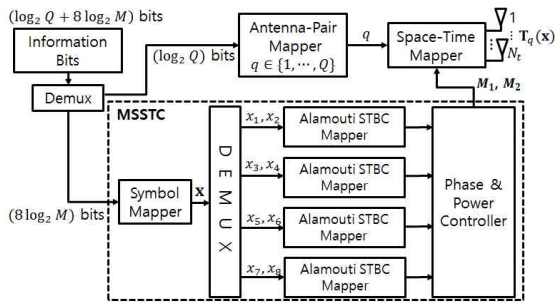 (log₂ Q + 8 log₂ M) bits
Information
Bits
Demux
(log₂ Q) bits
Antenna-Pair
Mapper
q ∈ {1, ⋯, Q}
q
Space-Time
Mapper
1
⋮
⋮
Nₜ
T_q(x)
M₁, M₂
MSSTC
(8 log₂ M) bits
Symbol
Mapper
x
DEMUX
x₁, x₂
Alamouti STBC
Mapper
x₃, x₄
Alamouti STBC
Mapper
x₅, x₆
Alamouti STBC
Mapper
x₇, x₈
Alamouti STBC
Mapper
Phase &
Power
Controller